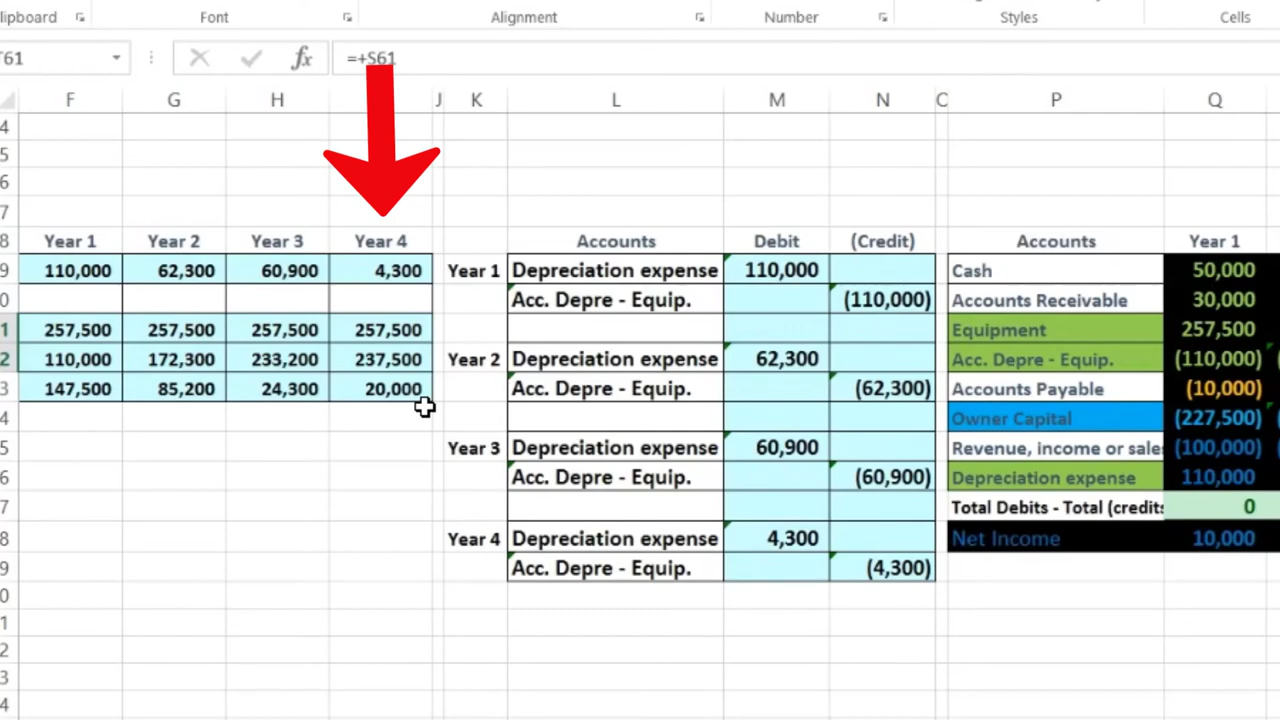 lipboard Font Alignment Number Styles Cells
T61 fx =+S61
F G H J K L M N O P Q
4
5
6
7
8 Year 1 Year 2 Year 3 Year 4 Accounts Debit (Credit) Accounts Year 1
9 110,000 62,300 60,900 4,300 Year 1 Depreciation expense 110,000 Cash 50,000
0 Acc. Depre - Equip. (110,000) Accounts Receivable 30,000
1 257,500 257,500 257,500 257,500 Equipment 257,500
2 110,000 172,300 233,200 237,500 Year 2 Depreciation expense 62,300 Acc. Depre - Equip. (110,000)
3 147,500 85,200 24,300 20,000 Acc. Depre - Equip. (62,300) Accounts Payable (10,000)
4 Owner Capital (227,500)
5 Year 3 Depreciation expense 60,900 Revenue, income or sales (100,000)
6 Acc. Depre - Equip. (60,900) Depreciation expense 110,000
7 Total Debits - Total (credits 0
8 Year 4 Depreciation expense 4,300 Net Income 10,000
9 Acc. Depre - Equip. (4,300)
0
1
2
3
4